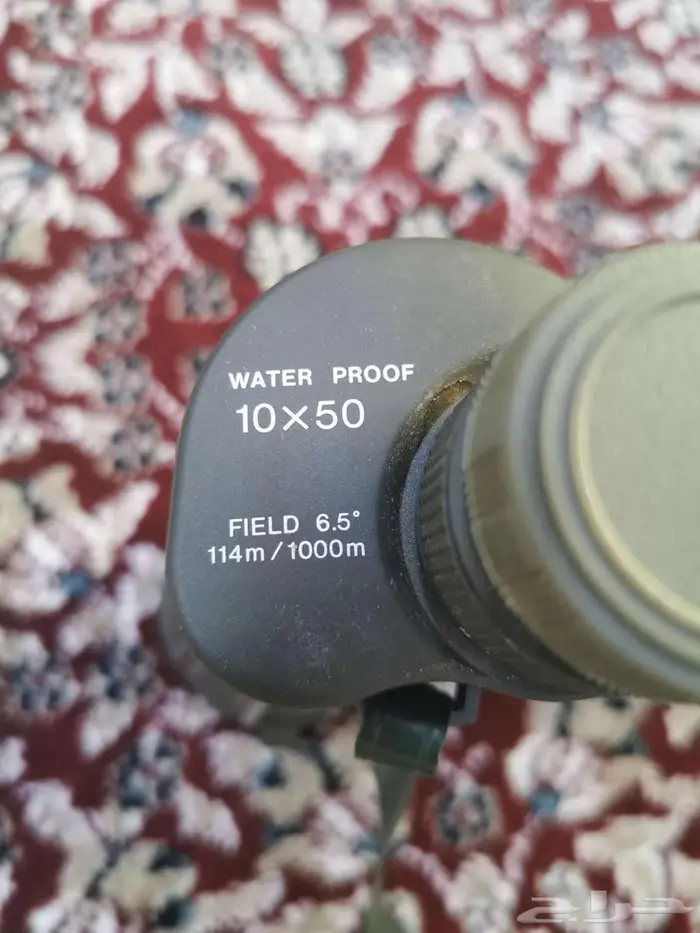 WATER PROOF
10×50
FIELD 6.5°
114m/1000m
حراج